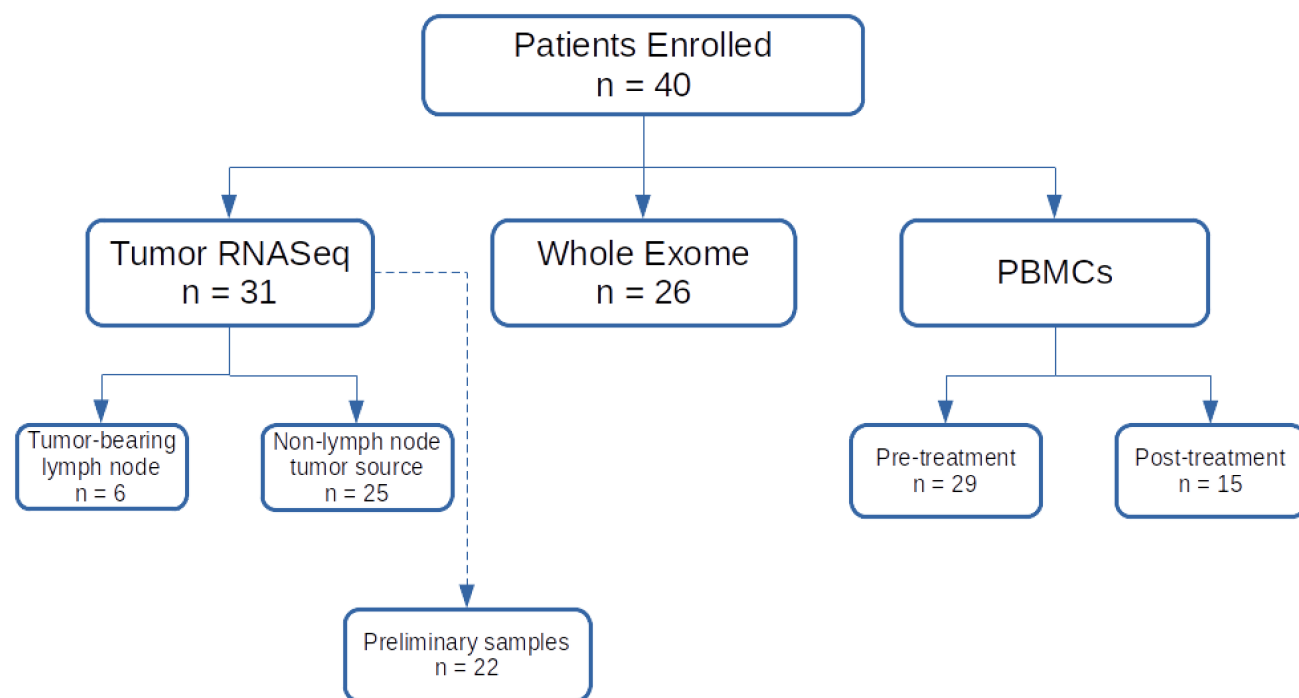 Patients Enrolled
n = 40
Tumor RNASeq
n = 31
Whole Exome
n = 26
PBMCs
Tumor-bearing
lymph node
n = 6
Non-lymph node
tumor source
n = 25
Pre-treatment
n = 29
Post-treatment
n = 15
Preliminary samples
n = 22